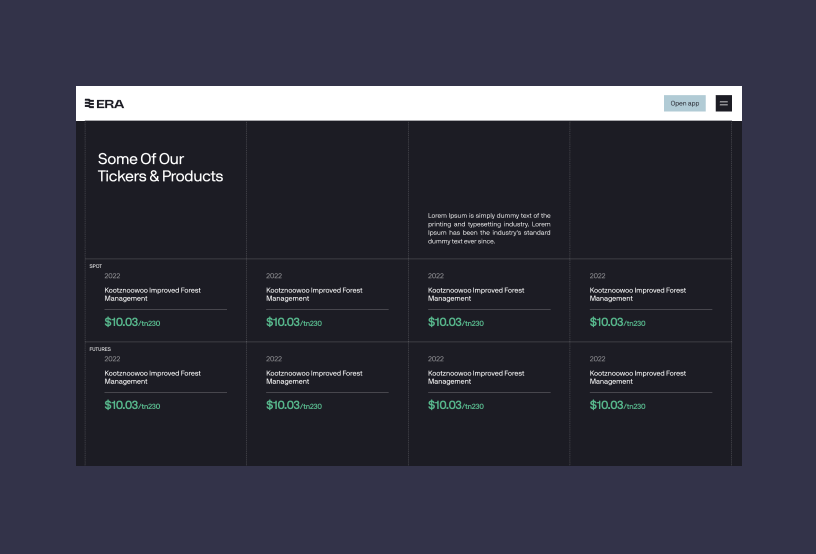 ERA
Open app
Some Of Our
Tickers & Products
Lorem Ipsum is simply dummy text of the
printing and typesetting industry. Lorem
Ipsum has been the industry's standard
dummy text ever since.
SPOT
2022
Kootznoowoo Improved Forest
Management
$10.03/tn230
2022
Kootznoowoo Improved Forest
Management
$10.03/tn230
2022
Kootznoowoo Improved Forest
Management
$10.03/tn230
2022
Kootznoowoo Improved Forest
Management
$10.03/tn230
FUTURES
2022
Kootznoowoo Improved Forest
Management
$10.03/tn230
2022
Kootznoowoo Improved Forest
Management
$10.03/tn230
2022
Kootznoowoo Improved Forest
Management
$10.03/tn230
2022
Kootznoowoo Improved Forest
Management
$10.03/tn230